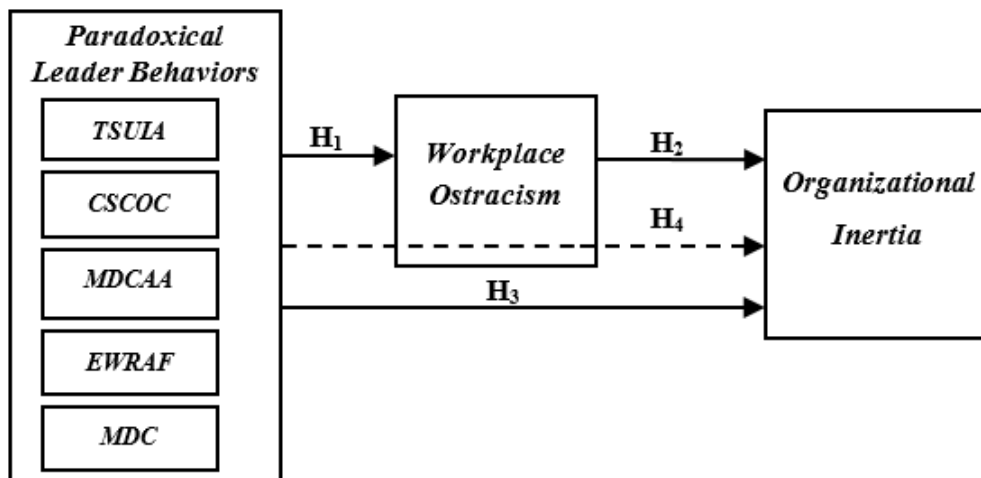 Paradoxical
Leader Behaviors
TSUIA
CSCOC
MDCAA
EWRAF
MDC
H₁
Workplace
Ostracism
H₂
H₄
H₃
Organizational
Inertia